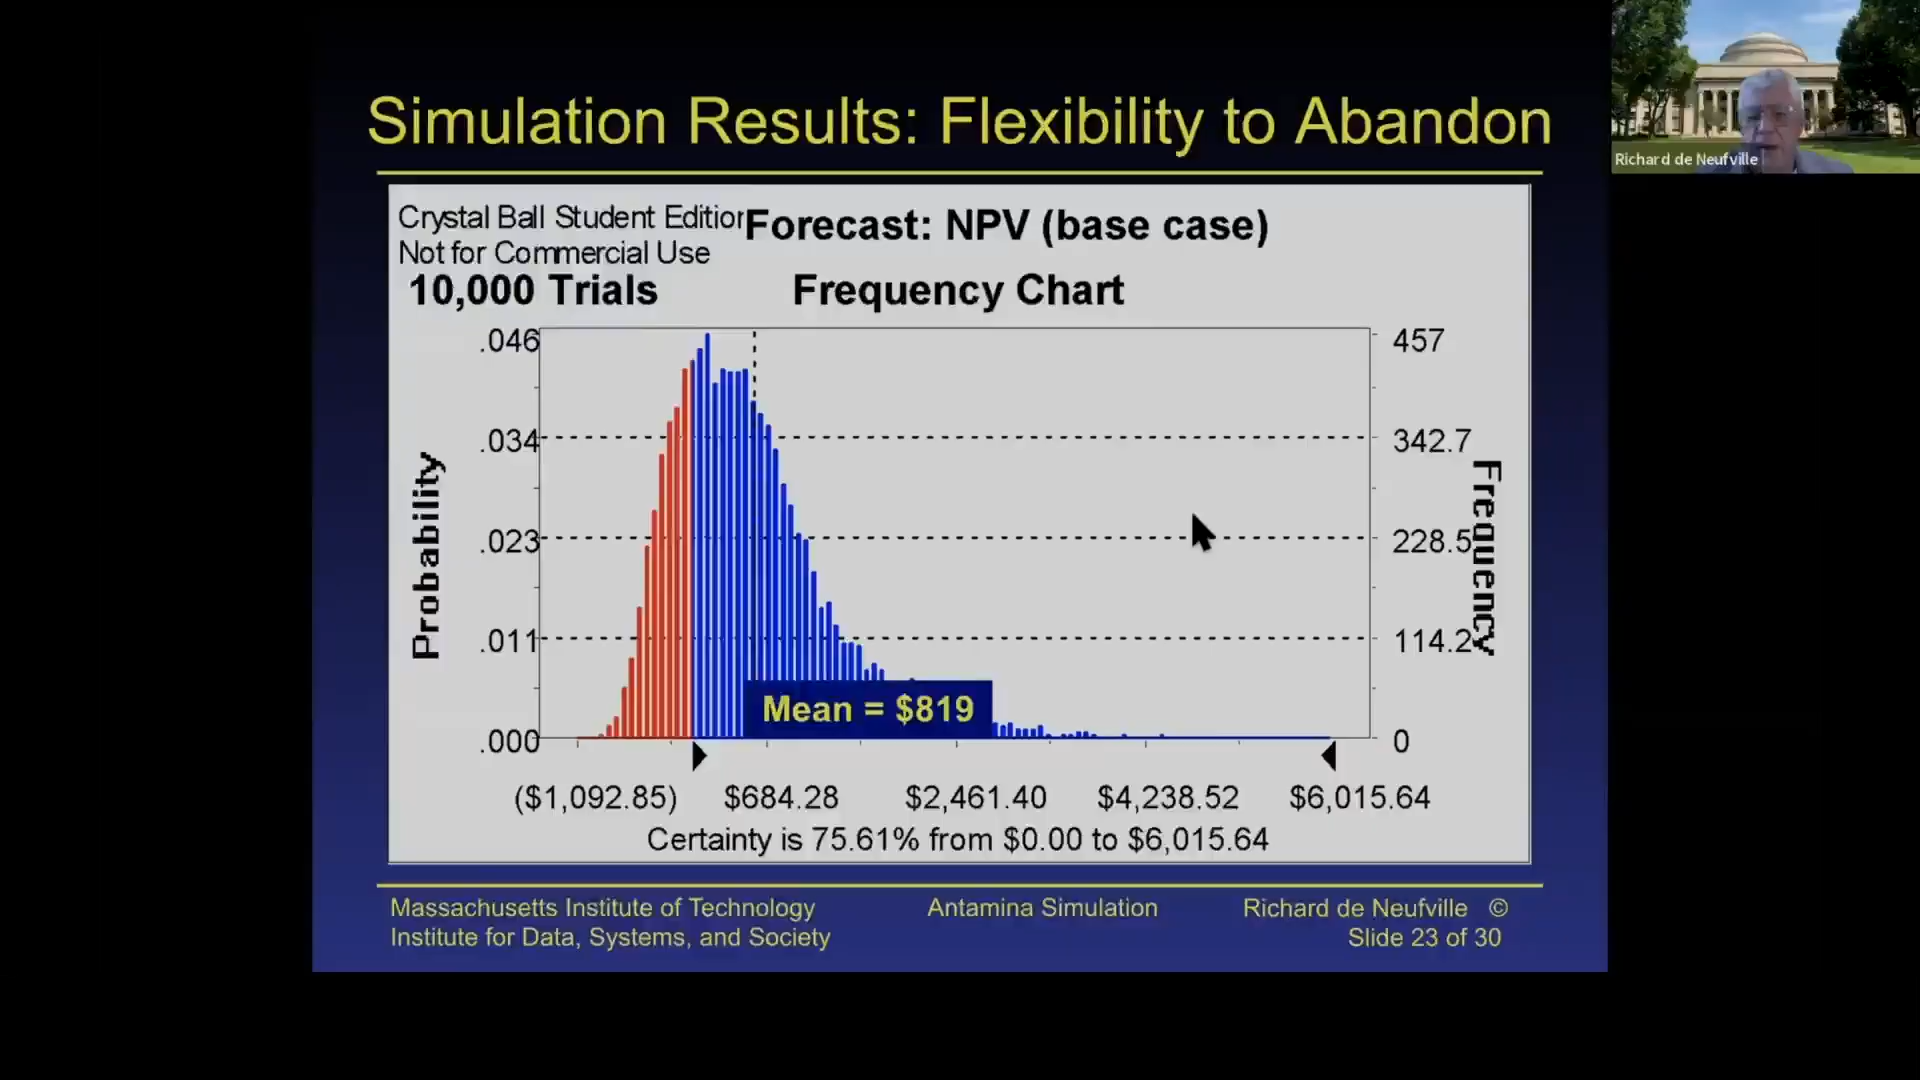 Simulation Results: Flexibility to Abandon
Richard de Neufville
Crystal Ball Student Edition
Not for Commercial Use
Forecast: NPV (base case)
10,000 Trials
Frequency Chart
.046
.034
.023
.011
.000
Probability
457
342.7
228.5
114.2
0
Frequency
Mean = $819
($1,092.85) $684.28 $2,461.40 $4,238.52 $6,015.64
Certainty is 75.61% from $0.00 to $6,015.64
Massachusetts Institute of Technology
Institute for Data, Systems, and Society
Antamina Simulation
Richard de Neufville ©
Slide 23 of 30